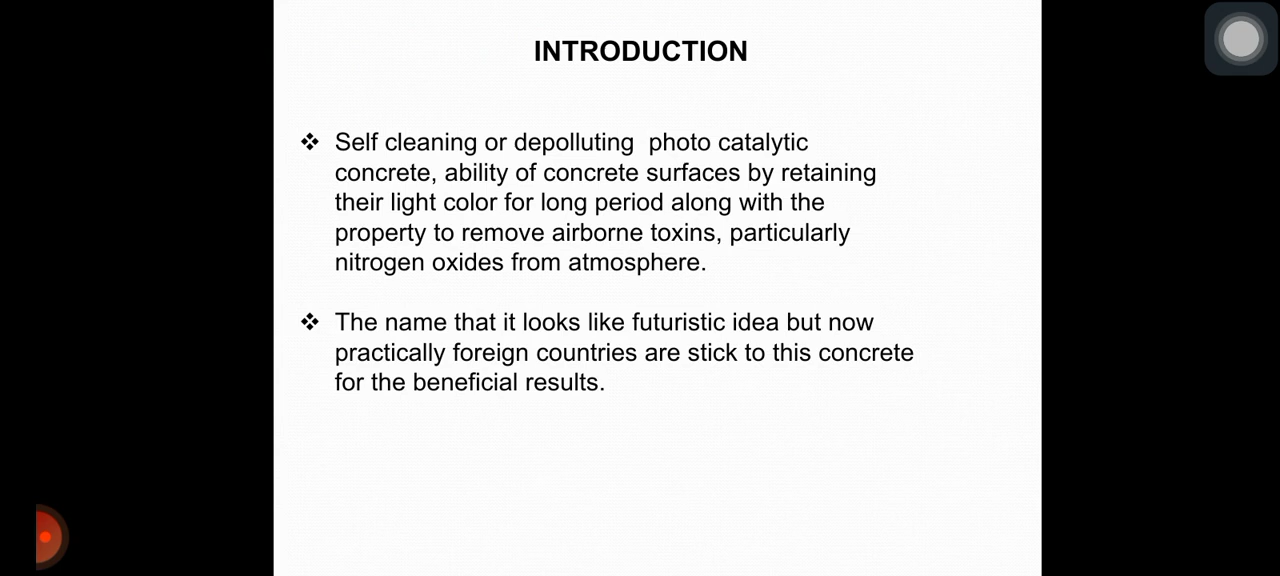 INTRODUCTION
❖ Self cleaning or depolluting  photo catalytic
concrete, ability of concrete surfaces by retaining
their light color for long period along with the
property to remove airborne toxins, particularly
nitrogen oxides from atmosphere.
❖ The name that it looks like futuristic idea but now
practically foreign countries are stick to this concrete
for the beneficial results.